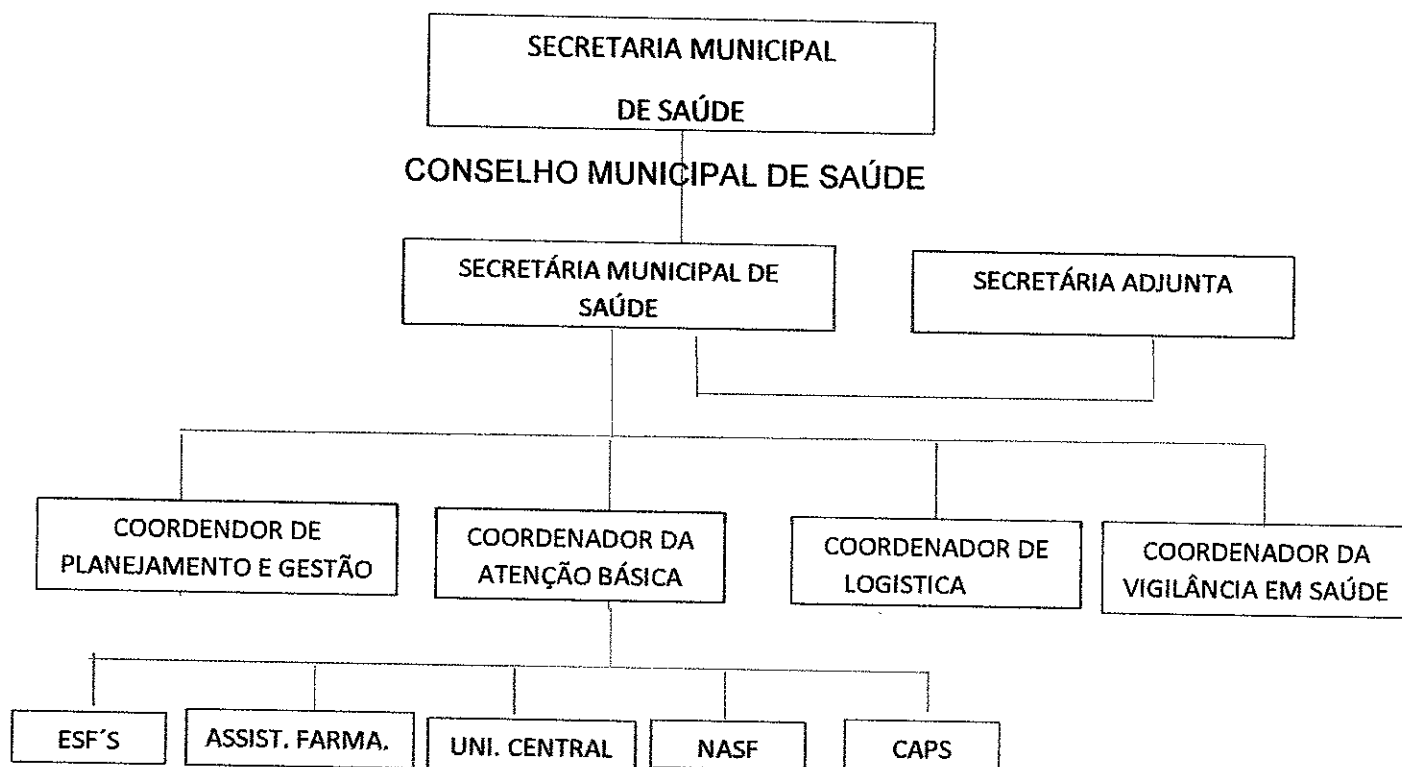 SECRETARIA MUNICIPAL
DE SAÚDE
CONSELHO MUNICIPAL DE SAÚDE
SECRETÁRIA MUNICIPAL DE
SAÚDE
SECRETÁRIA ADJUNTA
COORDENDOR DE
PLANEJAMENTO E GESTÃO
COORDENADOR DA
ATENÇÃO BÁSICA
COORDENADOR DE
LOGISTICA
COORDENADOR DA
VIGILÂNCIA EM SAÚDE
ESF´S
ASSIST. FARMA.
UNI. CENTRAL
NASF
CAPS